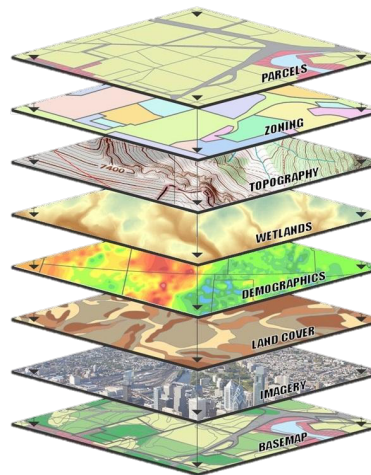 PARCELS
ZONING
7400
TOPOGRAPHY
WETLANDS
DEMOGRAPHICS
LAND COVER
IMAGERY
BASEMAP